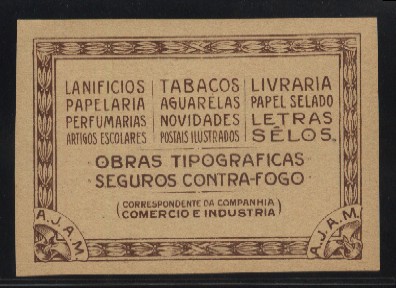 LANIFICIOS
PAPELARIA
PERFUMARIAS
ARTIGOS ESCOLARES
TABACOS
AGUARÉLAS
NOVIDADES
POSTAIS ILUSTRADOS
LIVRARIA
PAPEL SELADO
LETRAS
SÊLOS.
OBRAS TIPOGRAFICAS
SEGUROS CONTRA-FOGO
(CORRESPONDENTE DA COMPANHIA
COMERCIO E INDUSTRIA)
A.J.A.M.
A.J.A.M.